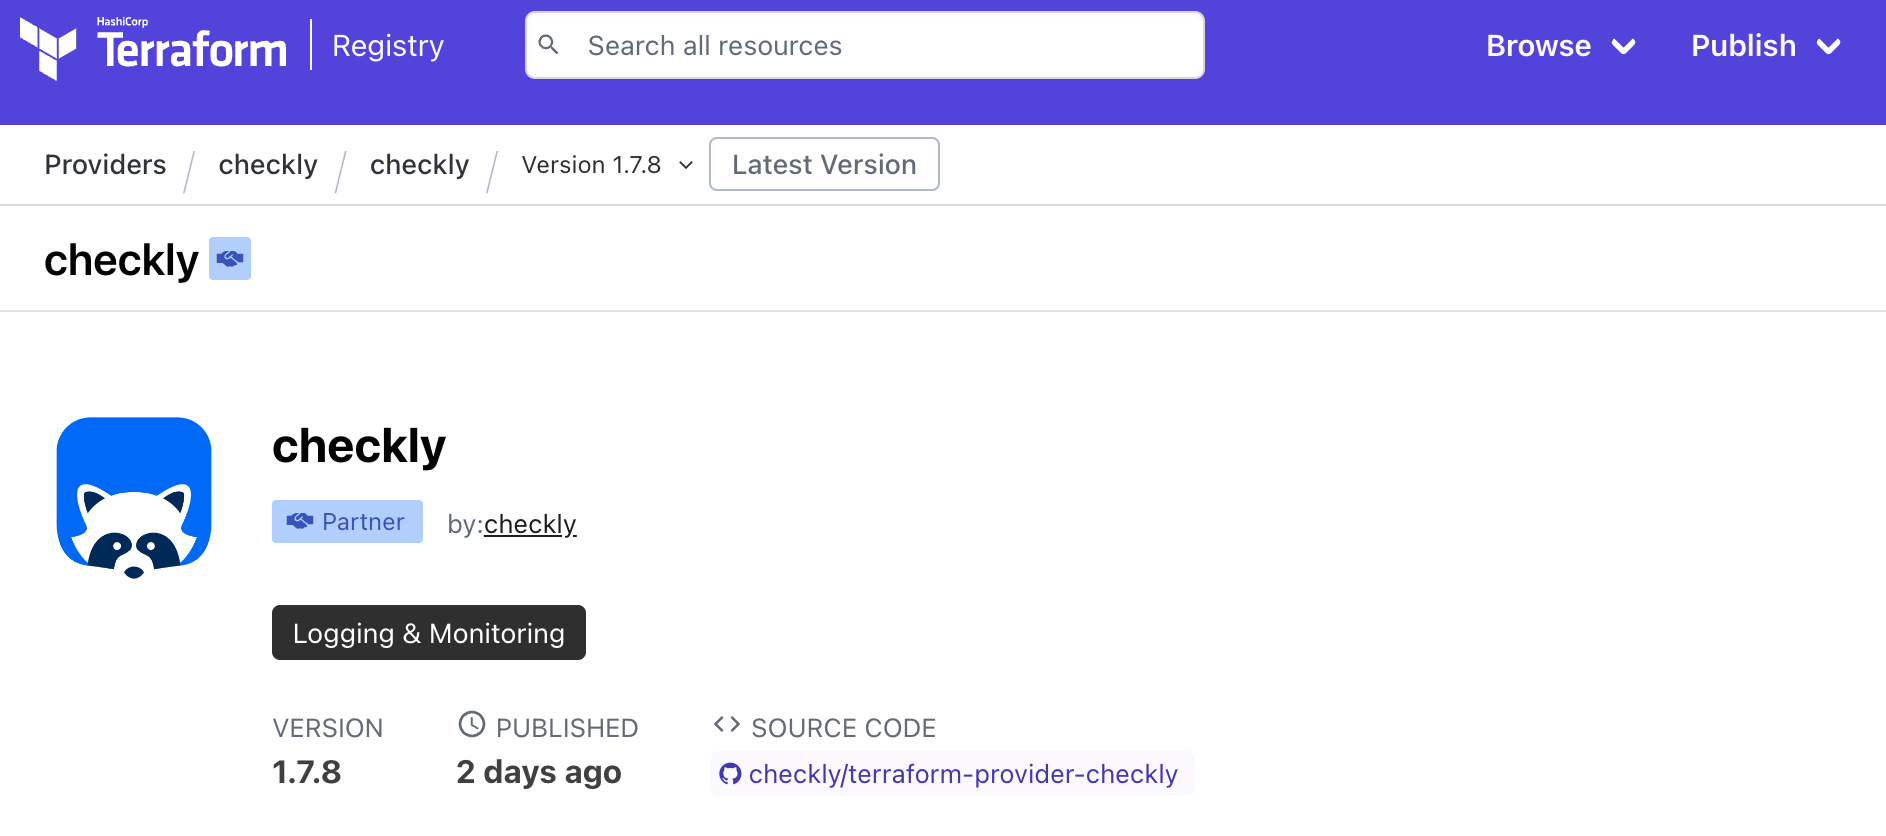 HashiCorp
Terraform
Registry
Search all resources
Browse
Publish
Providers / checkly / checkly / Version 1.7.8
Latest Version
checkly
checkly
Partner
by:checkly
Logging & Monitoring
VERSION
1.7.8
PUBLISHED
2 days ago
<> SOURCE CODE
checkly/terraform-provider-checkly